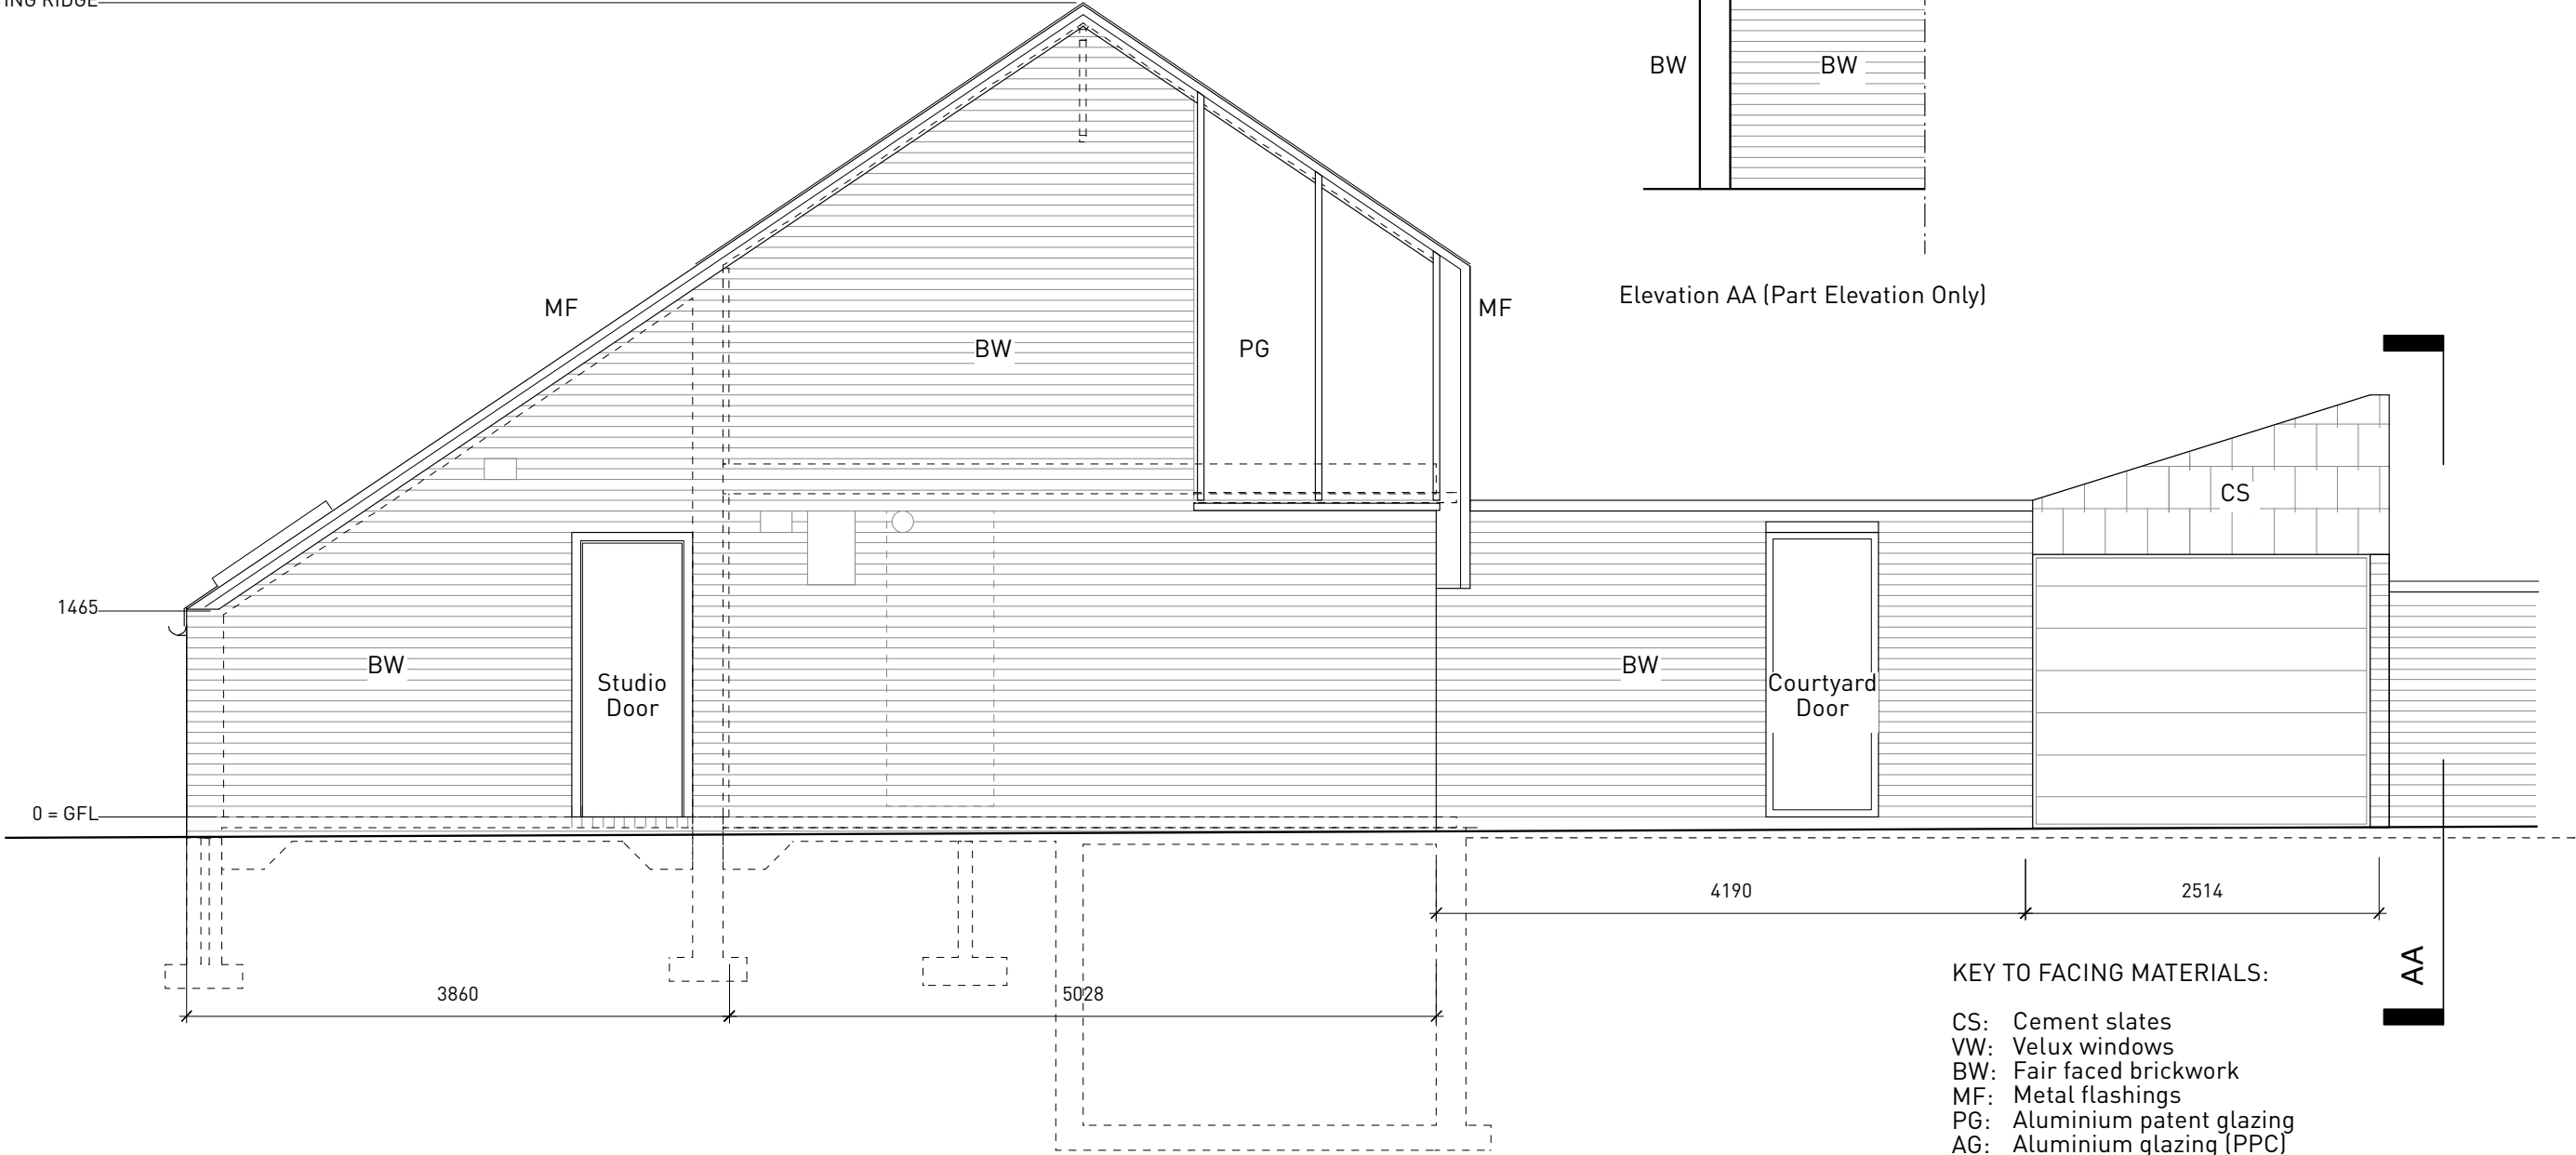 ING RIDGE
BW
BW
Elevation AA (Part Elevation Only)
MF
MF
BW
PG
CS
1465
BW
BW
Studio
Door
Courtyard
Door
0 = GFL
4190
2514
3860
5028
AA
KEY TO FACING MATERIALS:
CS: Cement slates
VW: Velux windows
BW: Fair faced brickwork
MF: Metal flashings
PG: Aluminium patent glazing
AG: Aluminium glazing (PPC)